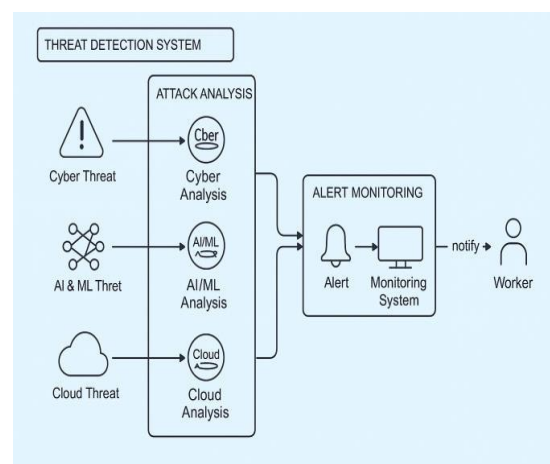 THREAT DETECTION SYSTEM
ATTACK ANALYSIS
Cyber Threat
Cber
Cyber
Analysis
AI & ML Thret
AI/ML
AI/ML
Analysis
Cloud Threat
Cloud
Cloud
Analysis
ALERT MONITORING
Alert
Monitoring
System
notify
Worker